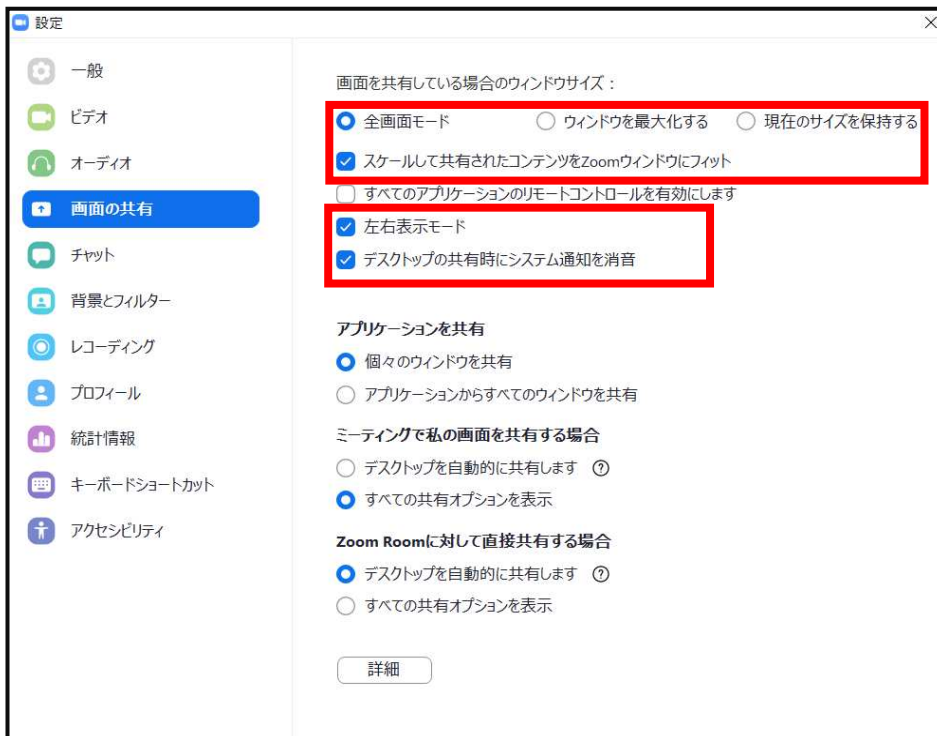 設定
一般
ビデオ
オーディオ
画面の共有
チャット
背景とフィルター
レコーディング
プロフィール
統計情報
キーボードショートカット
アクセシビリティ
画面を共有している場合のウィンドウサイズ：
全画面モード ウィンドウを最大化する 現在のサイズを保持する
スケールして共有されたコンテンツをZoomウィンドウにフィット
すべてのアプリケーションのリモートコントロールを有効にします
左右表示モード
デスクトップの共有時にシステム通知を消音
アプリケーションを共有
個々のウィンドウを共有
アプリケーションからすべてのウィンドウを共有
ミーティングで私の画面を共有する場合
デスクトップを自動的に共有します ?
すべての共有オプションを表示
Zoom Roomに対して直接共有する場合
デスクトップを自動的に共有します ?
すべての共有オプションを表示
詳細